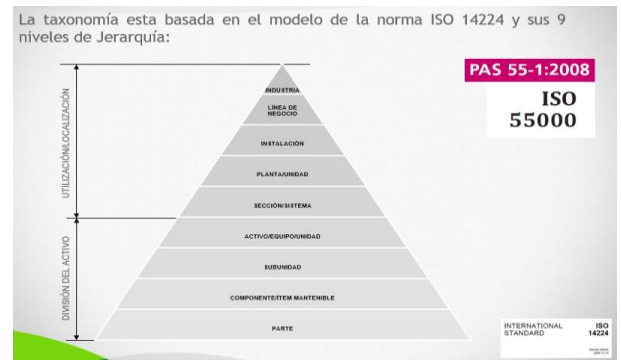 La taxonomía esta basada en el modelo de la norma ISO 14224 y sus 9
niveles de Jerarquía:
PAS 55-1:2008
ISO
55000
UTILIZACIÓN/LOCALIZACIÓN
DIVISIÓN DEL ACTIVO
INDUSTRIA
LÍNEA DE
NEGOCIO
INSTALACIÓN
PLANTA/UNIDAD
SECCIÓN/SISTEMA
ACTIVO/EQUIPO/UNIDAD
SUBUNIDAD
COMPONENTE/ITEM MANTENIBLE
PARTE
INTERNATIONAL
STANDARD
ISO
14224